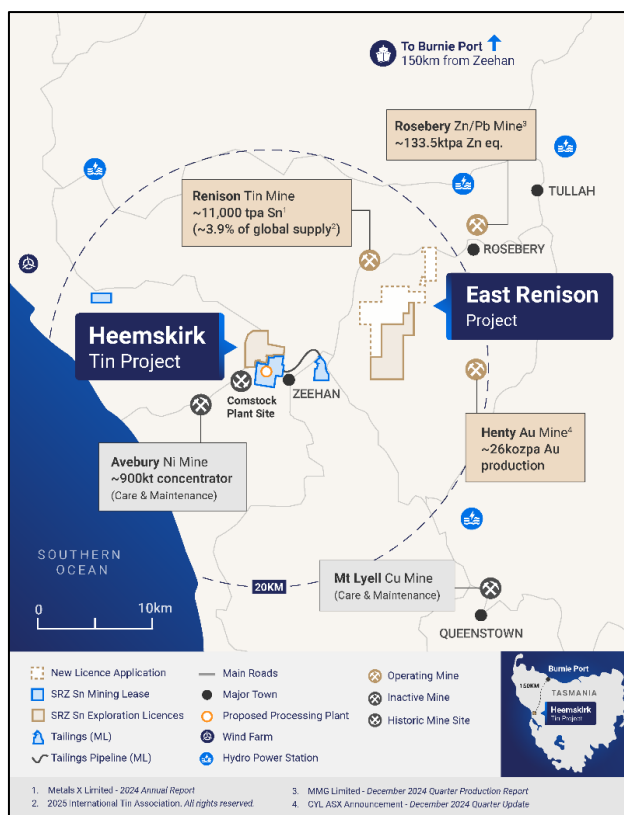 To Burnie Port
150km from Zeehan
Rosebery Zn/Pb Mine³
~133.5ktpa Zn eq.
TULLAH
Renison Tin Mine
~11,000 tpa Sn¹
(~3.9% of global supply²)
ROSEBERY
East Renison
Project
Heemskirk
Tin Project
Comstock
Plant Site
ZEEHAN
Avebury Ni Mine
~900kt concentrator
(Care & Maintenance)
Henty Au Mine⁴
~26kozpa Au
production
SOUTHERN
OCEAN
0 10km
20KM
Mt Lyell Cu Mine
(Care & Maintenance)
QUEENSTOWN
New Licence Application
SRZ Sn Mining Lease
SRZ Sn Exploration Licences
Tailings (ML)
Tailings Pipeline (ML)
Main Roads
Major Town
Proposed Processing Plant
Wind Farm
Hydro Power Station
Operating Mine
Inactive Mine
Historic Mine Site
Burnie Port
150KM
TASMANIA
Heemskirk
Tin Project
1. Metals X Limited - 2024 Annual Report
2. 2025 International Tin Association. All rights reserved.
3. MMG Limited - December 2024 Quarter Production Report
4. CYL ASX Announcement - December 2024 Quarter Update